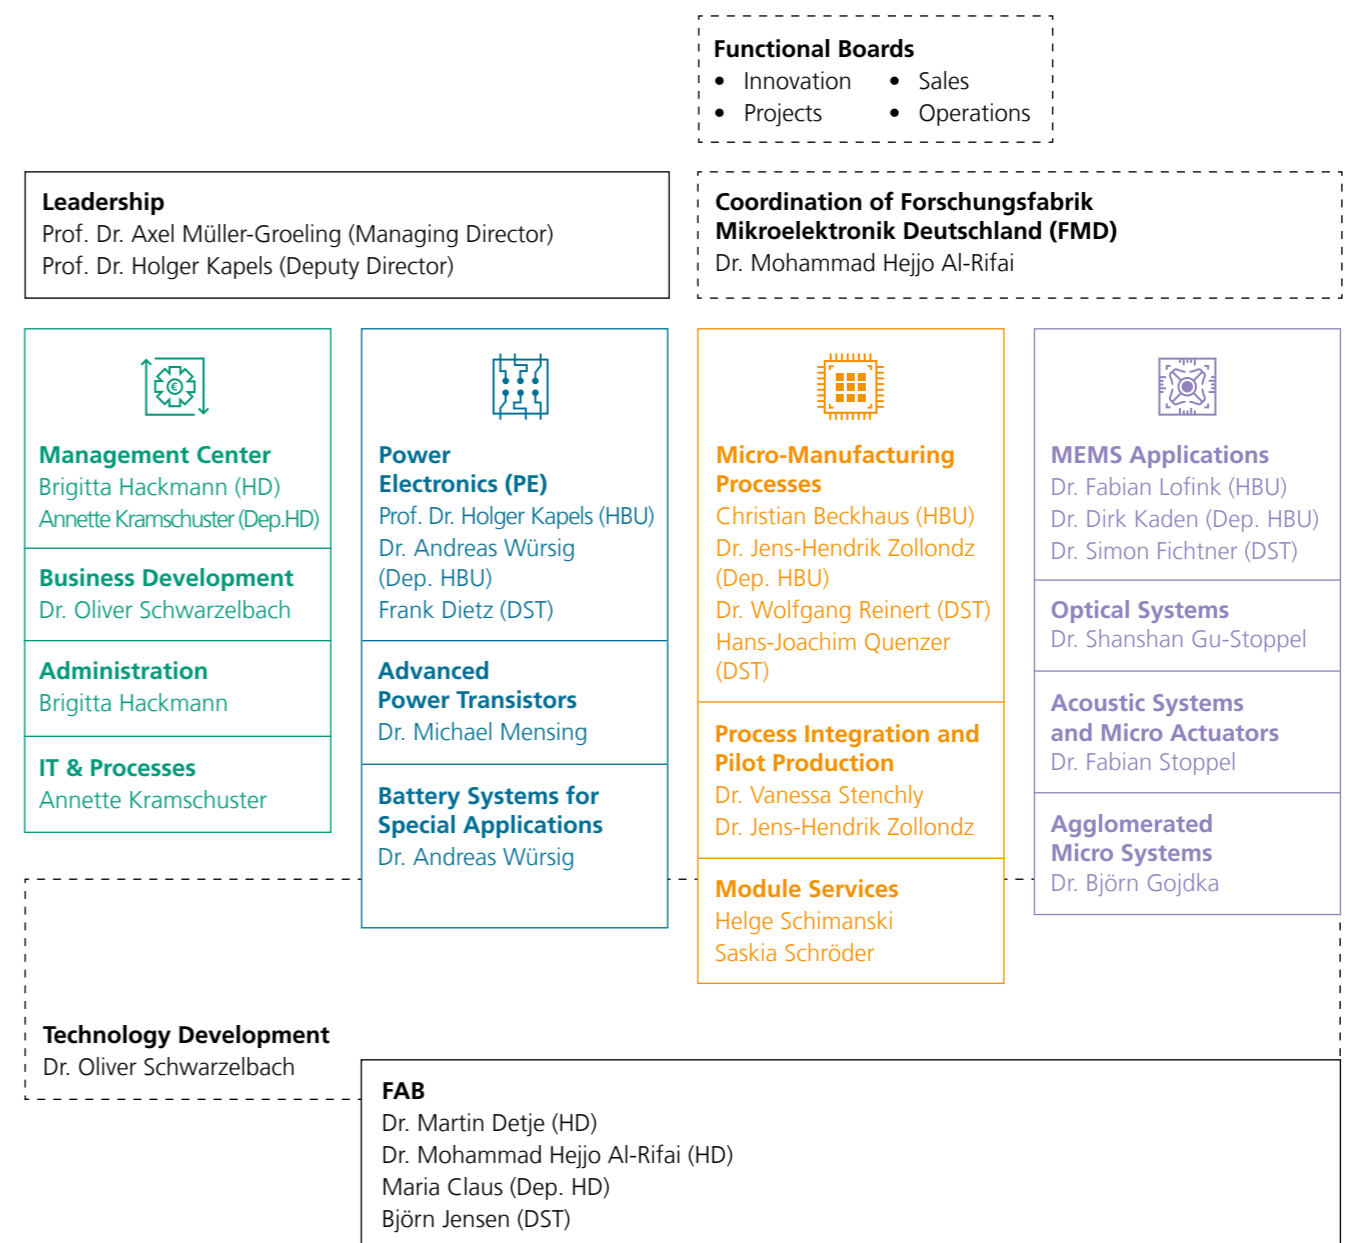 Functional Boards
• Innovation • Sales
• Projects • Operations
Leadership
Prof. Dr. Axel Müller-Groeling (Managing Director)
Prof. Dr. Holger Kapels (Deputy Director)
Coordination of Forschungsfabrik
Mikroelektronik Deutschland (FMD)
Dr. Mohammad Hejjo Al-Rifai
€
Management Center
Brigitta Hackmann (HD)
Annette Kramschuster (Dep.HD)
Business Development
Dr. Oliver Schwarzelbach
Administration
Brigitta Hackmann
IT & Processes
Annette Kramschuster
Power
Electronics (PE)
Prof. Dr. Holger Kapels (HBU)
Dr. Andreas Würsig
(Dep. HBU)
Frank Dietz (DST)
Advanced
Power Transistors
Dr. Michael Mensing
Battery Systems for
Special Applications
Dr. Andreas Würsig
Micro-Manufacturing
Processes
Christian Beckhaus (HBU)
Dr. Jens-Hendrik Zollondz
(Dep. HBU)
Dr. Wolfgang Reinert (DST)
Hans-Joachim Quenzer
(DST)
Process Integration and
Pilot Production
Dr. Vanessa Stenchly
Dr. Jens-Hendrik Zollondz
Module Services
Helge Schimanski
Saskia Schröder
MEMS Applications
Dr. Fabian Lofink (HBU)
Dr. Dirk Kaden (Dep. HBU)
Dr. Simon Fichtner (DST)
Optical Systems
Dr. Shanshan Gu-Stoppel
Acoustic Systems
and Micro Actuators
Dr. Fabian Stoppel
Agglomerated
Micro Systems
Dr. Björn Gojdka
Technology Development
Dr. Oliver Schwarzelbach
FAB
Dr. Martin Detje (HD)
Dr. Mohammad Hejjo Al-Rifai (HD)
Maria Claus (Dep. HD)
Björn Jensen (DST)